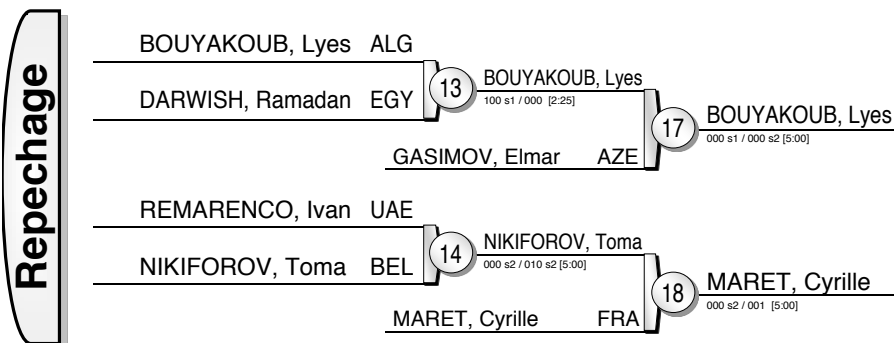 Repechage
BOUYAKOUB, Lyes ALG
DARWISH, Ramadan EGY
13
BOUYAKOUB, Lyes
100 s1 / 000 [2:25]
GASIMOV, Elmar AZE
17
BOUYAKOUB, Lyes
000 s1 / 000 s2 [5:00]
REMARENCO, Ivan UAE
NIKIFOROV, Toma BEL
14
NIKIFOROV, Toma
000 s2 / 010 s2 [5:00]
MARET, Cyrille FRA
18
MARET, Cyrille
000 s2 / 001 [5:00]